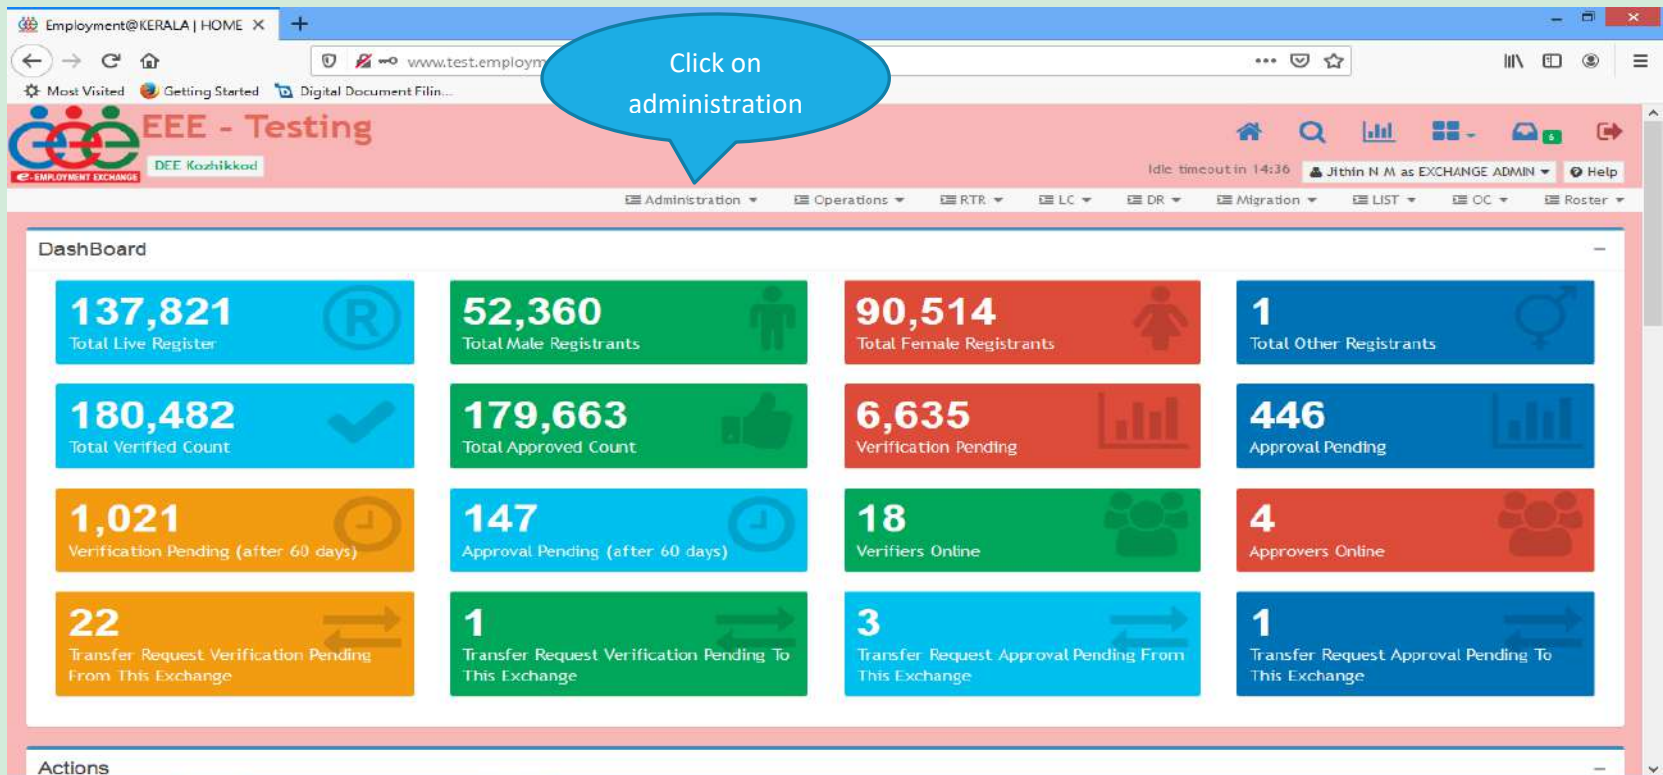 Employment@KERALA | HOME
www.test.employm
Click on
administration
Most Visited Getting Started Digital Document Filin...
EEE - Testing
DEE Kozhikkod
e-EMPLOYMENT EXCHANGE
6
Idle timeout in 14:36 Jithin N M as EXCHANGE ADMIN Help
Administration Operations RTR LC DR Migration LIST OC Roster
DashBoard
137,821
Total Live Register
52,360
Total Male Registrants
90,514
Total Female Registrants
1
Total Other Registrants
180,482
Total Verified Count
179,663
Total Approved Count
6,635
Verification Pending
446
Approval Pending
1,021
Verification Pending (after 60 days)
147
Approval Pending (after 60 days)
18
Verifiers Online
4
Approvers Online
22
Transfer Request Verification Pending
From This Exchange
1
Transfer Request Verification Pending To
This Exchange
3
Transfer Request Approval Pending From
This Exchange
1
Transfer Request Approval Pending To
This Exchange
Actions